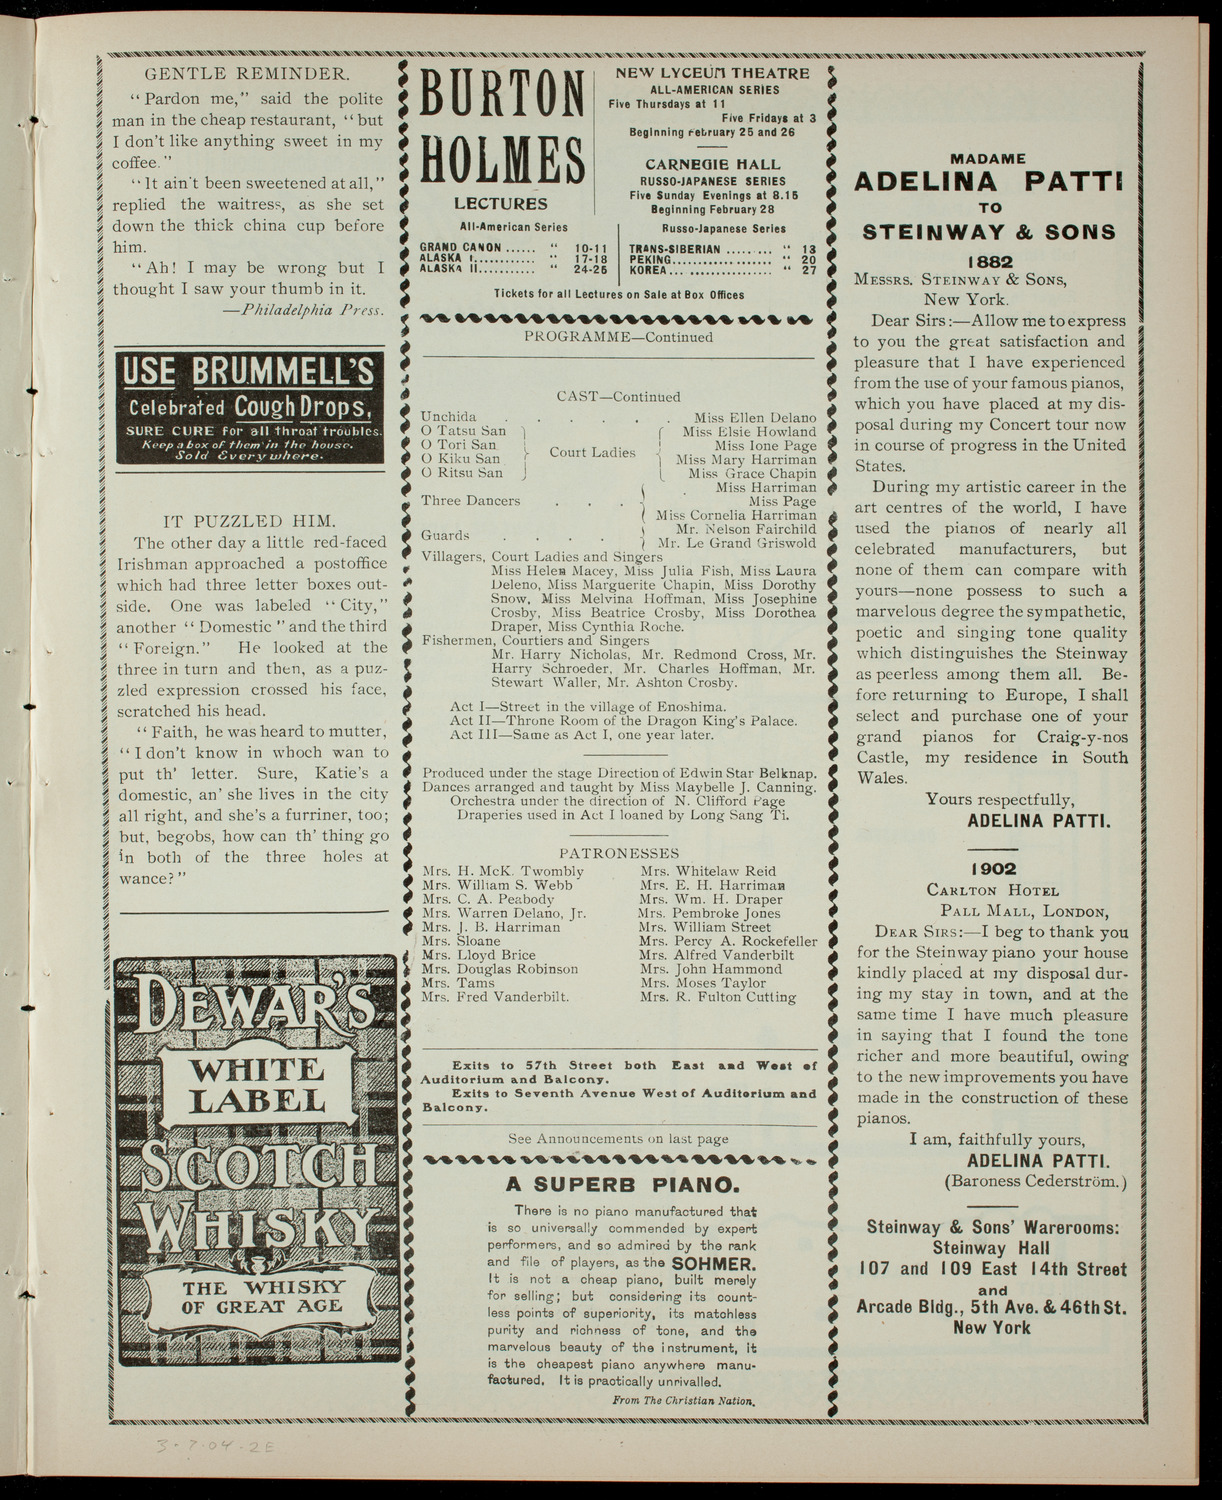 GENTLE REMINDER.
“Pardon me,” said the polite
man in the cheap restaurant, “but
I don't like anything sweet in my
coffee.”
“It ain't been sweetened at all,”
replied the waitress, as she set
down the thick china cup before
him.
“Ah! I may be wrong but I
thought I saw your thumb in it.
—Philadelphia Press.
USE BRUMMELL'S
Celebrated Cough Drops,
SURE CURE for all throat troubles.
Keep a box of them in the house.
Sold Everywhere.
IT PUZZLED HIM.
The other day a little red-faced
Irishman approached a postoffice
which had three letter boxes out-
side. One was labeled “City,”
another “Domestic” and the third
“Foreign.” He looked at the
three in turn and then, as a puz-
zled expression crossed his face,
scratched his head.
“Faith, he was heard to mutter,
“I don't know in whoch wan to
put th' letter. Sure, Katie's a
domestic, an' she lives in the city
all right, and she's a furriner, too;
but, begobs, how can th' thing go
in both of the three holes at
wance?”
DEWAR'S
WHITE
LABEL
SCOTCH
WHISKY
THE WHISKY
OF GREAT AGE
BURTON
HOLMES
LECTURES
NEW LYCEUM THEATRE
ALL-AMERICAN SERIES
Five Thursdays at 11
Five Fridays at 3
Beginning February 25 and 26
CARNEGIE HALL
RUSSO-JAPANESE SERIES
Five Sunday Evenings at 8.15
Beginning February 28
All-American Series
GRAND CANON ...... “ 10-11
ALASKA I............ “ 17-18
ALASKA II........... “ 24-25
Russo-Japanese Series
TRANS-SIBERIAN ......... “ 13
PEKING................... “ 20
KOREA... ................ “ 27
Tickets for all Lectures on Sale at Box Offices
PROGRAMME—Continued
CAST—Continued
Unchida . . . . . . Miss Ellen Delano
O Tatsu San Miss Elsie Howland
O Tori San Miss Ione Page
O Kiku San Court Ladies Miss Mary Harriman
O Ritsu San Miss Grace Chapin
Miss Harriman
Three Dancers . . . Miss Page
Miss Cornelia Harriman
Guards . . . . Mr. Nelson Fairchild
Mr. Le Grand Griswold
Villagers, Court Ladies and Singers
Miss Helen Macey, Miss Julia Fish, Miss Laura
Deleno, Miss Marguerite Chapin, Miss Dorothy
Snow, Miss Melvina Hoffman, Miss Josephine
Crosby, Miss Beatrice Crosby, Miss Dorothea
Draper, Miss Cynthia Roche.
Fishermen, Courtiers and Singers
Mr. Harry Nicholas, Mr. Redmond Cross, Mr.
Harry Schroeder, Mr. Charles Hoffman, Mr.
Stewart Waller, Mr. Ashton Crosby.
Act I—Street in the village of Enoshima.
Act II—Throne Room of the Dragon King's Palace.
Act III—Same as Act I, one year later.
Produced under the stage Direction of Edwin Star Belknap.
Dances arranged and taught by Miss Maybelle J. Canning.
Orchestra under the direction of N. Clifford Page
Draperies used in Act I loaned by Long Sang Ti.
PATRONESSES
Mrs. H. McK. Twombly
Mrs. William S. Webb
Mrs. C. A. Peabody
Mrs. Warren Delano, Jr.
Mrs. J. B. Harriman
Mrs. Sloane
Mrs. Lloyd Brice
Mrs. Douglas Robinson
Mrs. Tams
Mrs. Fred Vanderbilt.
Mrs. Whitelaw Reid
Mrs. E. H. Harriman
Mrs. Wm. H. Draper
Mrs. Pembroke Jones
Mrs. William Street
Mrs. Percy A. Rockefeller
Mrs. Alfred Vanderbilt
Mrs. John Hammond
Mrs. Moses Taylor
Mrs. R. Fulton Cutting
Exits to 57th Street both East and West of
Auditorium and Balcony.
Exits to Seventh Avenue West of Auditorium and
Balcony.
See Announcements on last page
A SUPERB PIANO.
There is no piano manufactured that
is so universally commended by expert
performers, and so admired by the rank
and file of players, as the SOHMER.
It is not a cheap piano, built merely
for selling; but considering its count-
less points of superiority, its matchless
purity and richness of tone, and the
marvelous beauty of the instrument, it
is the cheapest piano anywhere manu-
factured. It is practically unrivalled.
From The Christian Nation.
MADAME
ADELINA PATTI
TO
STEINWAY & SONS
1882
MESSRS. STEINWAY & SONS,
New York.
Dear Sirs:—Allow me to express
to you the great satisfaction and
pleasure that I have experienced
from the use of your famous pianos,
which you have placed at my dis-
posal during my Concert tour now
in course of progress in the United
States.
During my artistic career in the
art centres of the world, I have
used the pianos of nearly all
celebrated manufacturers, but
none of them can compare with
yours—none possess to such a
marvelous degree the sympathetic,
poetic and singing tone quality
which distinguishes the Steinway
as peerless among them all. Be-
fore returning to Europe, I shall
select and purchase one of your
grand pianos for Craig-y-nos
Castle, my residence in South
Wales.
Yours respectfully,
ADELINA PATTI.
1902
CARLTON HOTEL
PALL MALL, LONDON,
DEAR SIRS:—I beg to thank you
for the Steinway piano your house
kindly placed at my disposal dur-
ing my stay in town, and at the
same time I have much pleasure
in saying that I found the tone
richer and more beautiful, owing
to the new improvements you have
made in the construction of these
pianos.
I am, faithfully yours,
ADELINA PATTI.
(Baroness Cederström.)
Steinway & Sons' Warerooms:
Steinway Hall
107 and 109 East 14th Street
and
Arcade Bldg., 5th Ave. & 46th St.
New York
3-7-04-2E